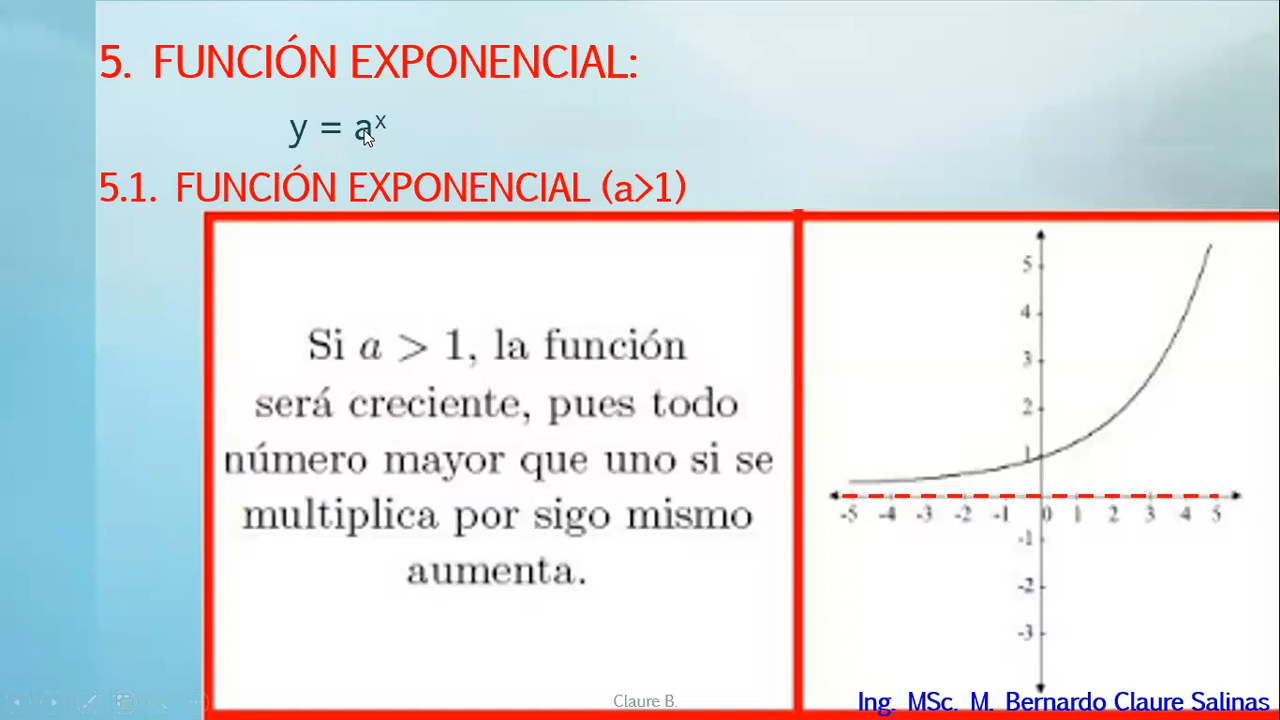 5. FUNCIÓN EXPONENCIAL:
y = aˣ
5.1. FUNCIÓN EXPONENCIAL (a>1)
Si a > 1, la función
será creciente, pues todo
número mayor que uno si se
multiplica por sigo mismo
aumenta.
5
4
3
2
1
-5 -4 -3 -2 -1 0 1 2 3 4 5
-1
-2
-3
Claure B.
Ing. MSc. M. Bernardo Claure Salinas